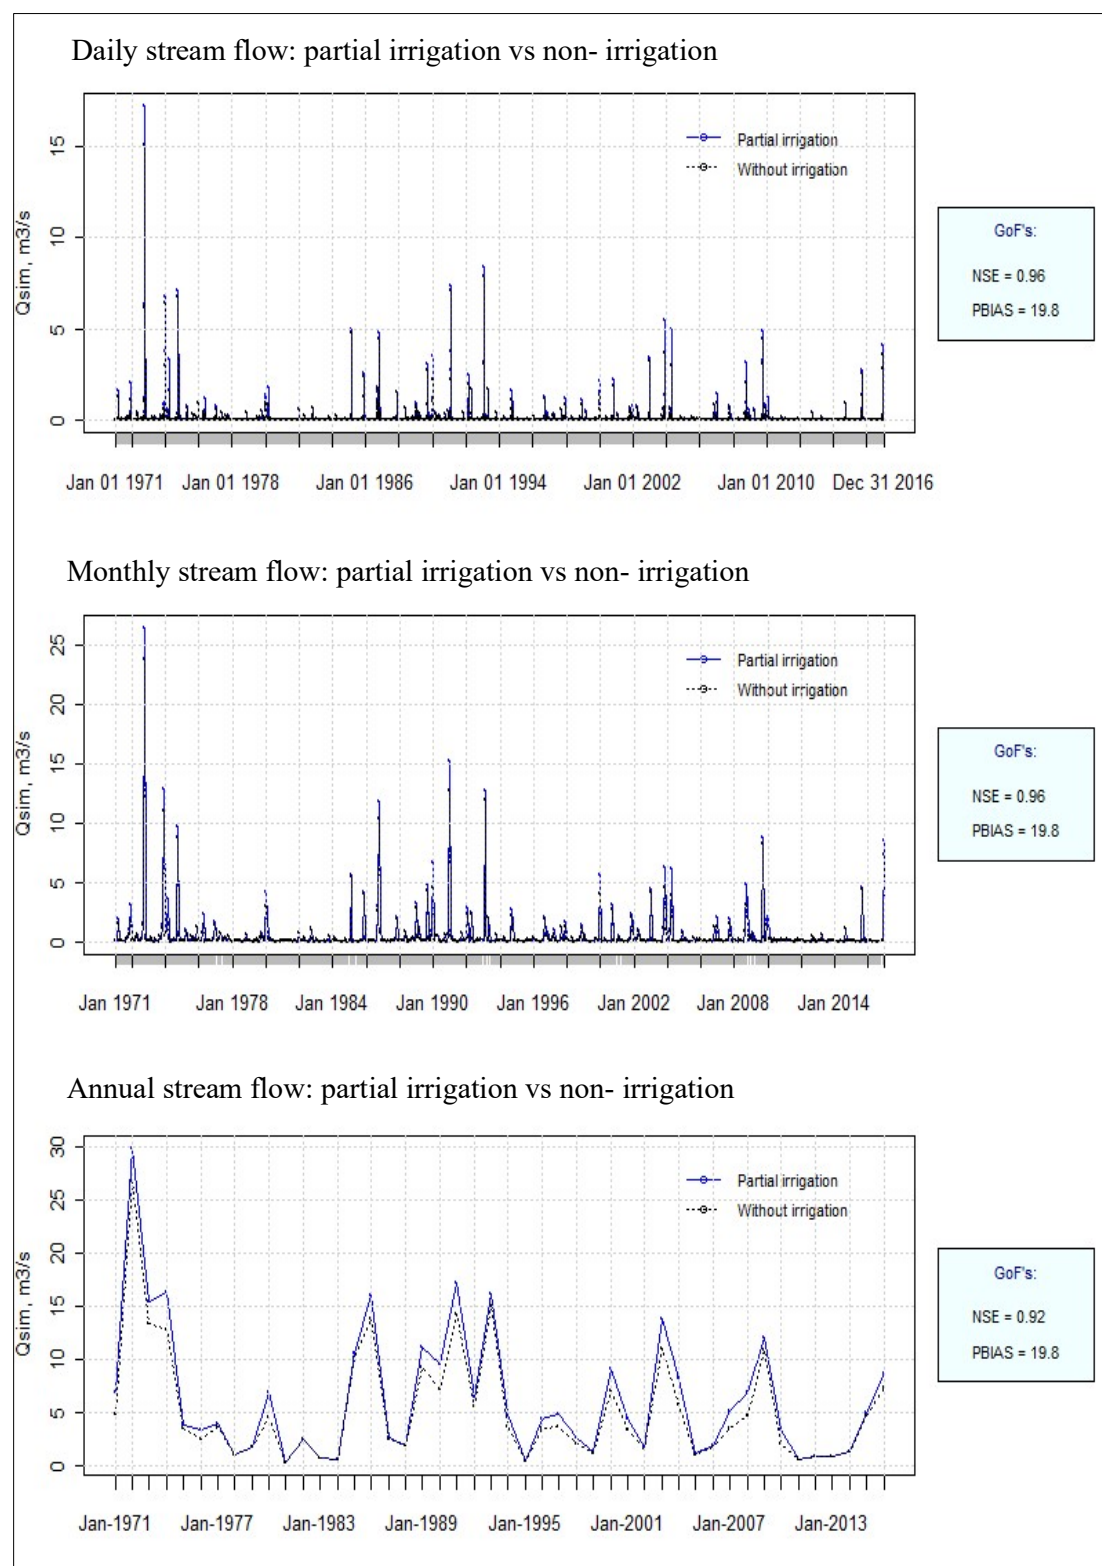 Daily stream flow: partial irrigation vs non- irrigation
Qsim, m3/s
15
10
5
0
Partial irrigation
Without irrigation
GoF's:
NSE = 0.96
PBIAS = 19.8
Jan 01 1971 Jan 01 1978 Jan 01 1986 Jan 01 1994 Jan 01 2002 Jan 01 2010 Dec 31 2016
Monthly stream flow: partial irrigation vs non- irrigation
Qsim, m3/s
25
20
15
10
5
0
Partial irrigation
Without irrigation
GoF's:
NSE = 0.96
PBIAS = 19.8
Jan 1971 Jan 1978 Jan 1984 Jan 1990 Jan 1996 Jan 2002 Jan 2008 Jan 2014
Annual stream flow: partial irrigation vs non- irrigation
Qsim, m3/s
30
25
20
15
10
5
0
Partial irrigation
Without irrigation
GoF's:
NSE = 0.92
PBIAS = 19.8
Jan-1971 Jan-1977 Jan-1983 Jan-1989 Jan-1995 Jan-2001 Jan-2007 Jan-2013